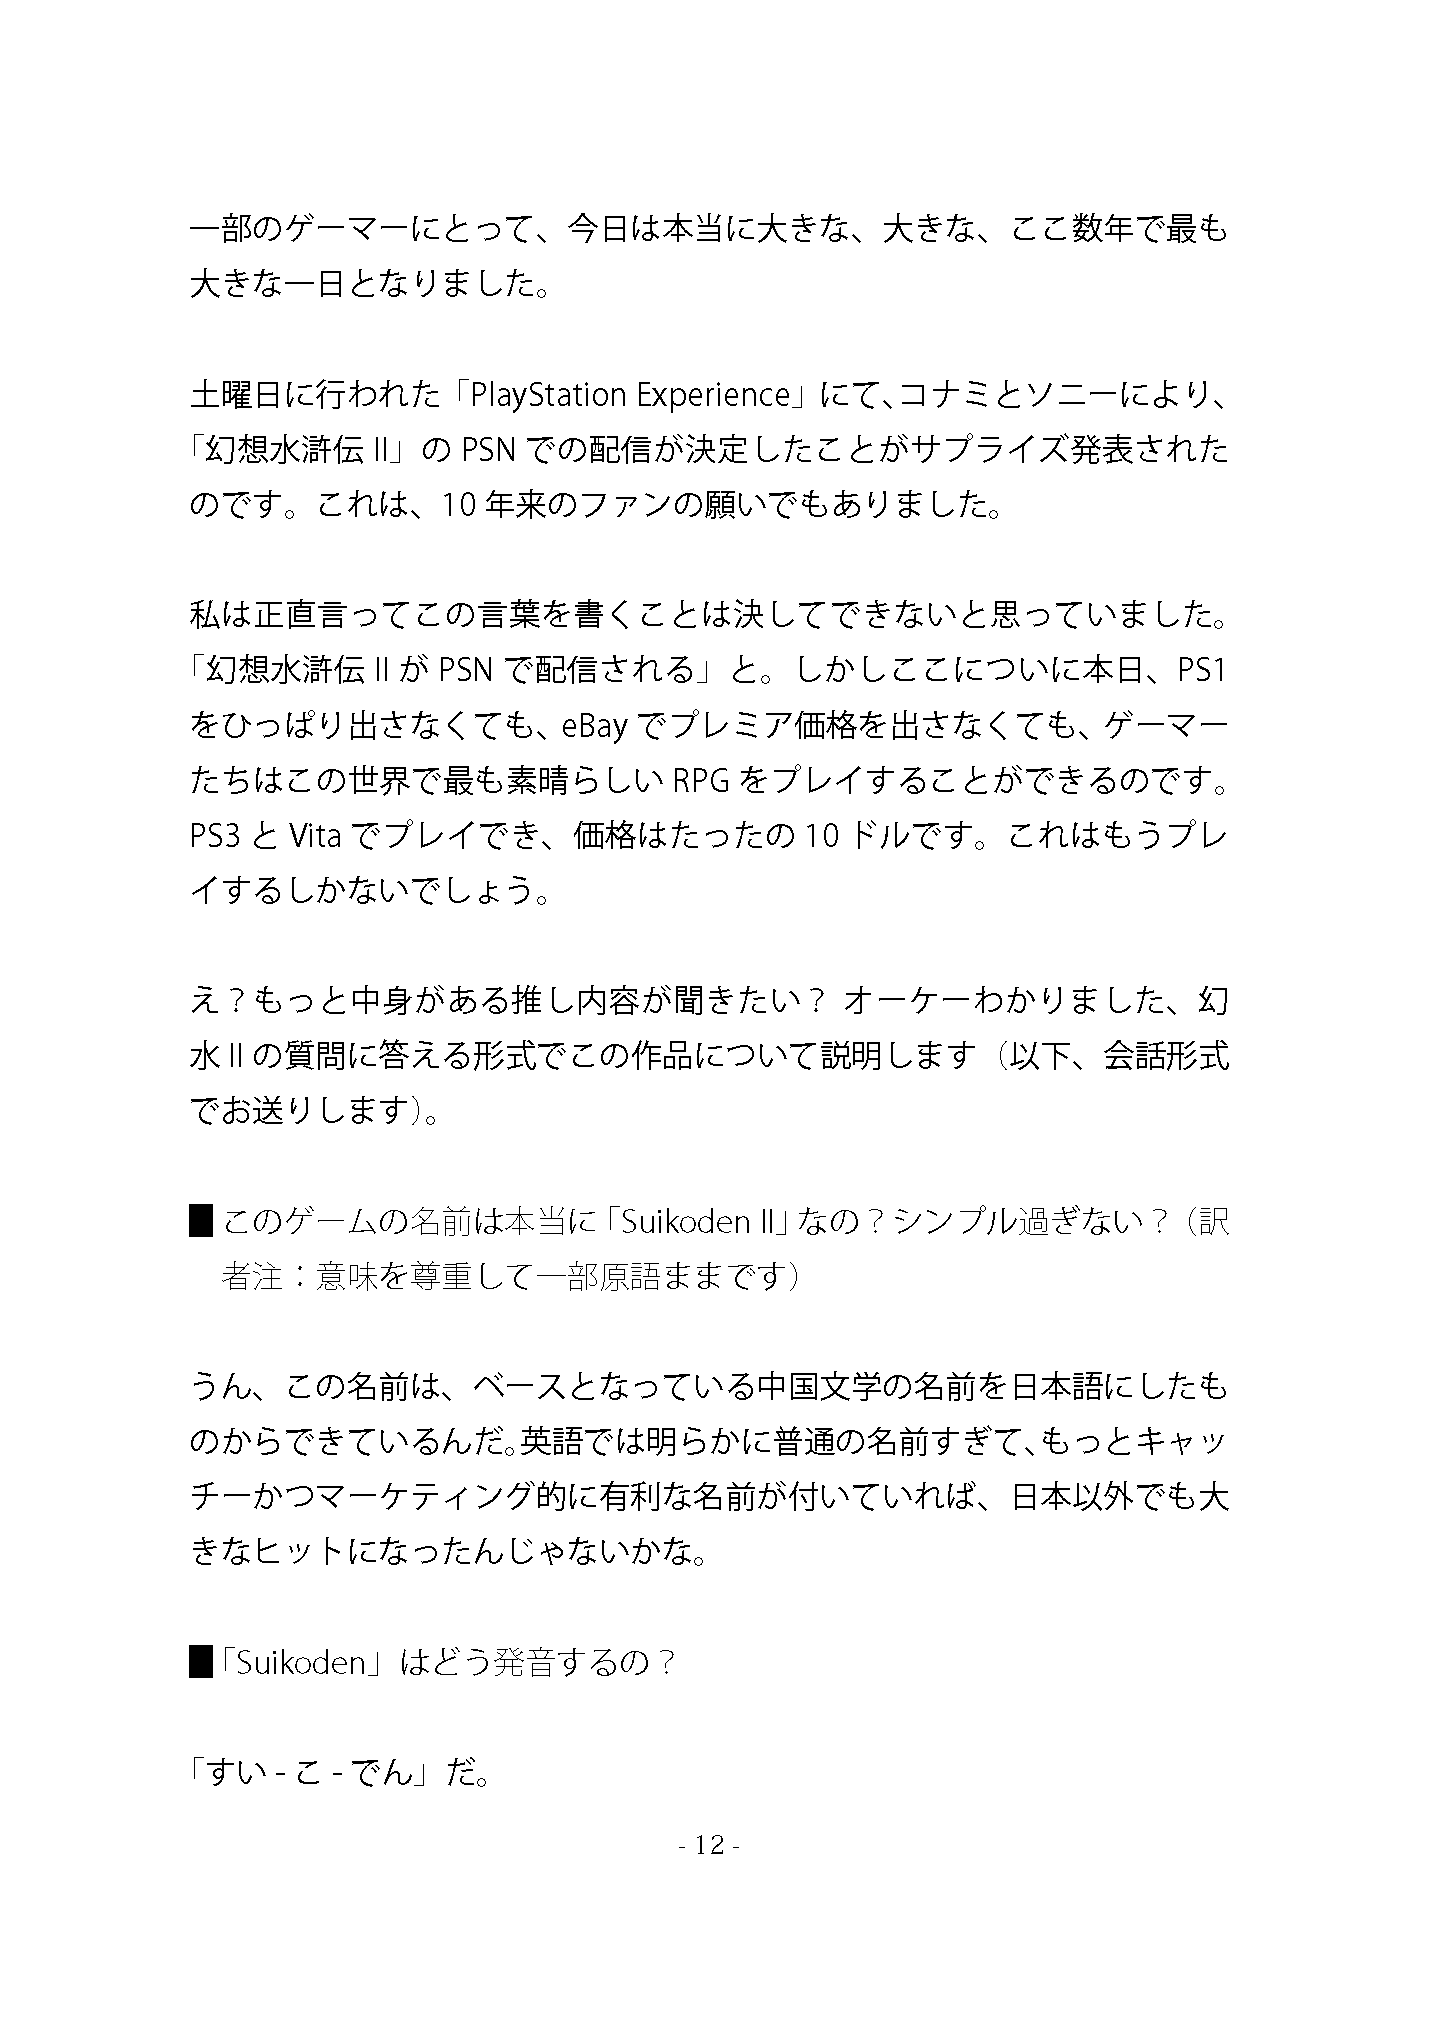 一部のゲーマーにとって、今日は本当に大きな、大きな、ここ数年で最も
大きな一日となりました。
土曜日に行われた「PlayStation Experience」にて、コナミとソニーにより、
「幻想水滸伝 II」の PSN での配信が決定したことがサプライズ発表された
のです。これは、10 年来のファンの願いでもありました。
私は正直言ってこの言葉を書くことは決してできないと思っていました。
「幻想水滸伝 II が PSN で配信される」と。しかしここについに本日、PS1
をひっぱり出さなくても、eBay でプレミア価格を出さなくても、ゲーマー
たちはこの世界で最も素晴らしい RPG をプレイすることができるのです。
PS3 と Vita でプレイでき、価格はたったの 10 ドルです。これはもうプレ
イするしかないでしょう。
え？もっと中身がある推し内容が聞きたい？ オーケーわかりました、幻
水 II の質問に答える形式でこの作品について説明します（以下、会話形式
でお送りします）。
■このゲームの名前は本当に「Suikoden II」なの？シンプル過ぎない？（訳
者注：意味を尊重して一部原語ままです）
うん、この名前は、ベースとなっている中国文学の名前を日本語にしたも
のからできているんだ。英語では明らかに普通の名前すぎて、もっとキャッ
チーかつマーケティング的に有利な名前が付いていれば、日本以外でも大
きなヒットになったんじゃないかな。
■「Suikoden」はどう発音するの？
「すい - こ - でん」だ。
- 12 -